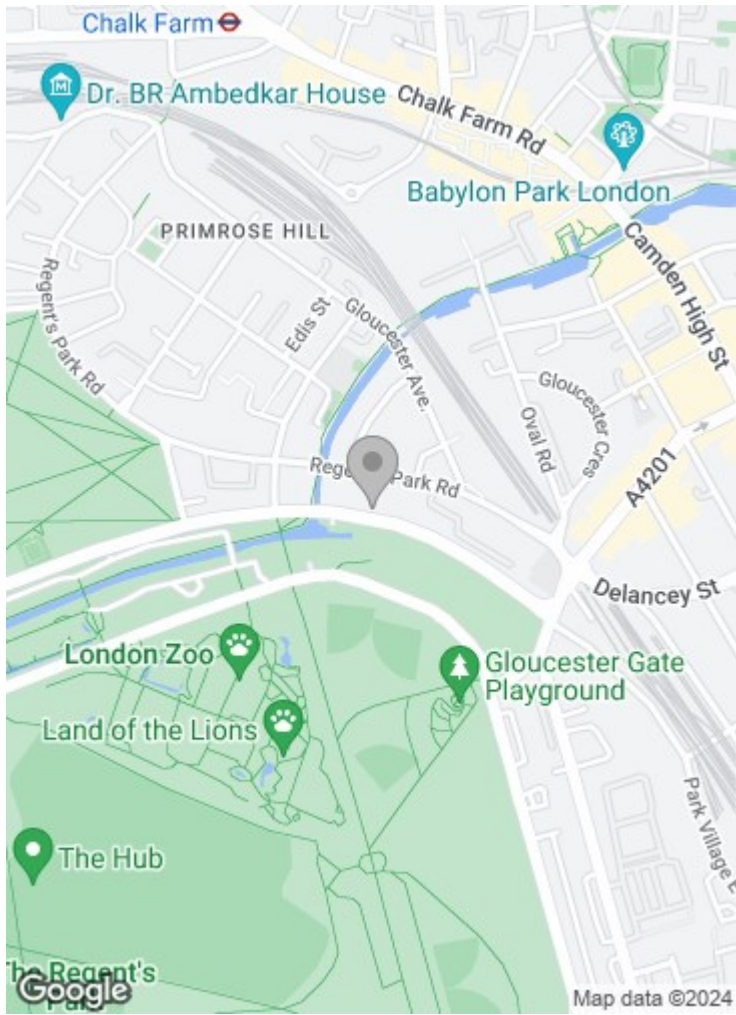 Chalk Farm
Dr. BR Ambedkar House
Chalk Farm Rd
Babylon Park London
PRIMROSE HILL
Camden High St
Regent's Park Rd
Edis St
Gloucester Ave.
Gloucester Cres
Oval Rd
A4201
Park Rd
Delancey St
London Zoo
Gloucester Gate
Playground
Land of the Lions
Park Village E
The Hub
The Regent's
Google
Map data ©2024